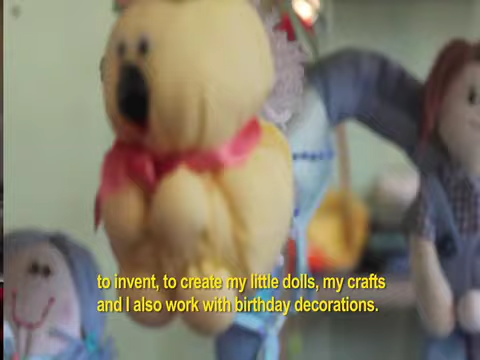 to invent, to create my little dolls, my crafts
and I also work with birthday decorations.